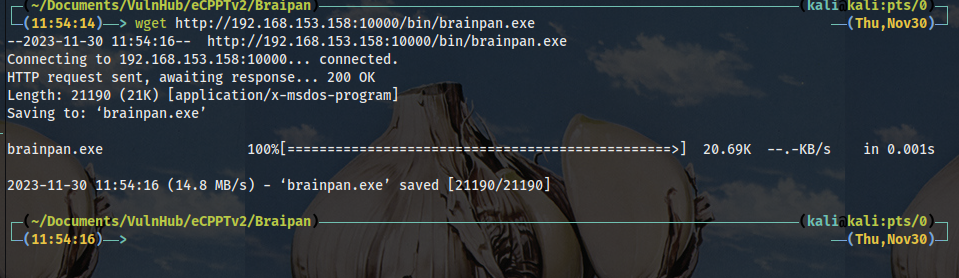 (~/Documents/VulnHub/eCPPTv2/Braipan) (kali@kali:pts/0)
(11:54:14)——> wget http://192.168.153.158:10000/bin/brainpan.exe (Thu,Nov30)
--2023-11-30 11:54:16-- http://192.168.153.158:10000/bin/brainpan.exe
Connecting to 192.168.153.158:10000... connected.
HTTP request sent, awaiting response... 200 OK
Length: 21190 (21K) [application/x-msdos-program]
Saving to: ‘brainpan.exe’
brainpan.exe 100%[================================================>] 20.69K --.-KB/s in 0.001s
2023-11-30 11:54:16 (14.8 MB/s) - ‘brainpan.exe’ saved [21190/21190]
(~/Documents/VulnHub/eCPPTv2/Braipan) (kali@kali:pts/0)
(11:54:16)——> (Thu,Nov30)